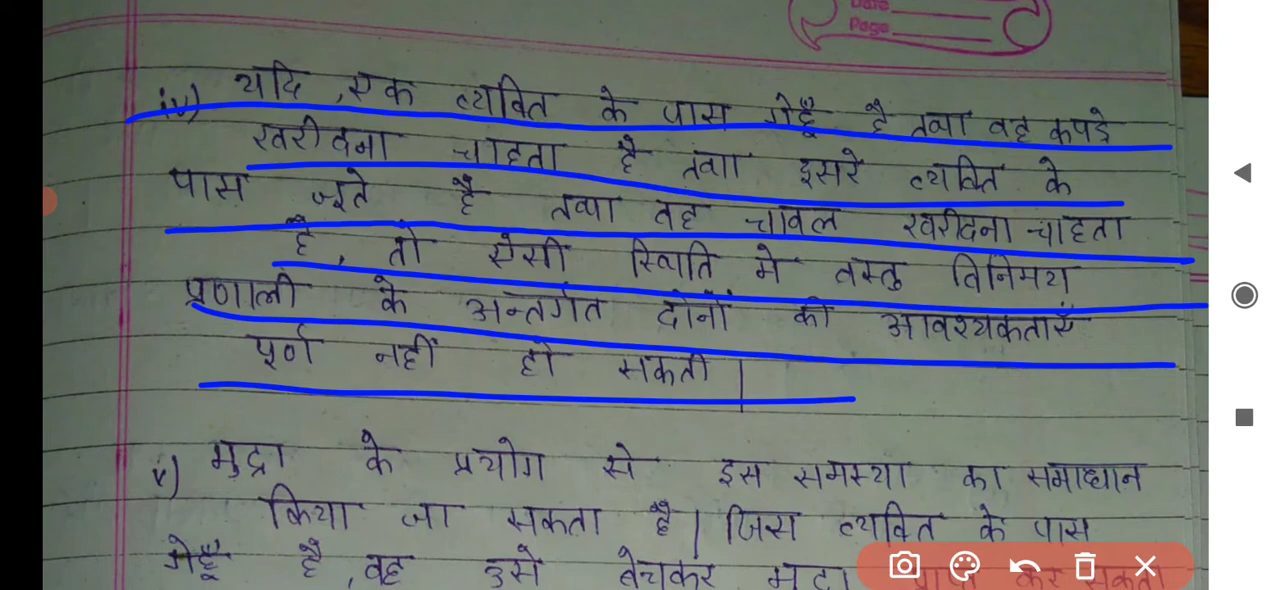 Date
Page
iv) यदि, एक व्यक्ति के पास गेहूँ है तथा वह कपड़े
खरीदना चाहता है तथा दूसरे व्यक्ति के
पास जूते है तथा वह चावल खरीदना चाहता
है, तो ऐसी स्थिति मे वस्तु विनिमय
प्रणाली के अन्तर्गत दोनों की आवश्यकताएँ
पूर्ण नहीं हो सकती |
v) मुद्रा के प्रयोग से इस समस्या का समाधान
किया जा सकता है | जिस व्यक्ति के पास
गेहूँ है, वह उसे बेचकर मुद्रा